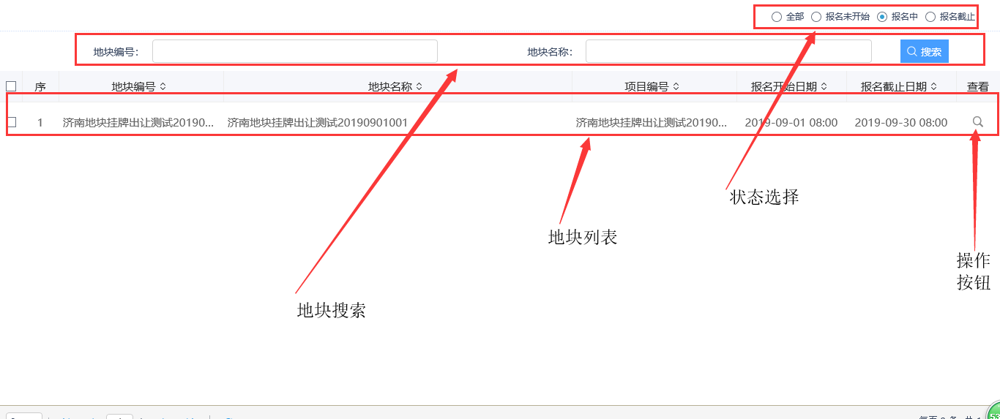 全部 报名未开始 报名中 报名截止
地块编号: 地块名称: 搜索
序 地块编号 地块名称 项目编号 报名开始日期 报名截止日期 查看
1 济南地块挂牌出让测试20190... 济南地块挂牌出让测试20190901001 济南地块挂牌出让测试20190... 2019-09-01 08:00 2019-09-30 08:00
状态选择
地块列表
操作
按钮
地块搜索